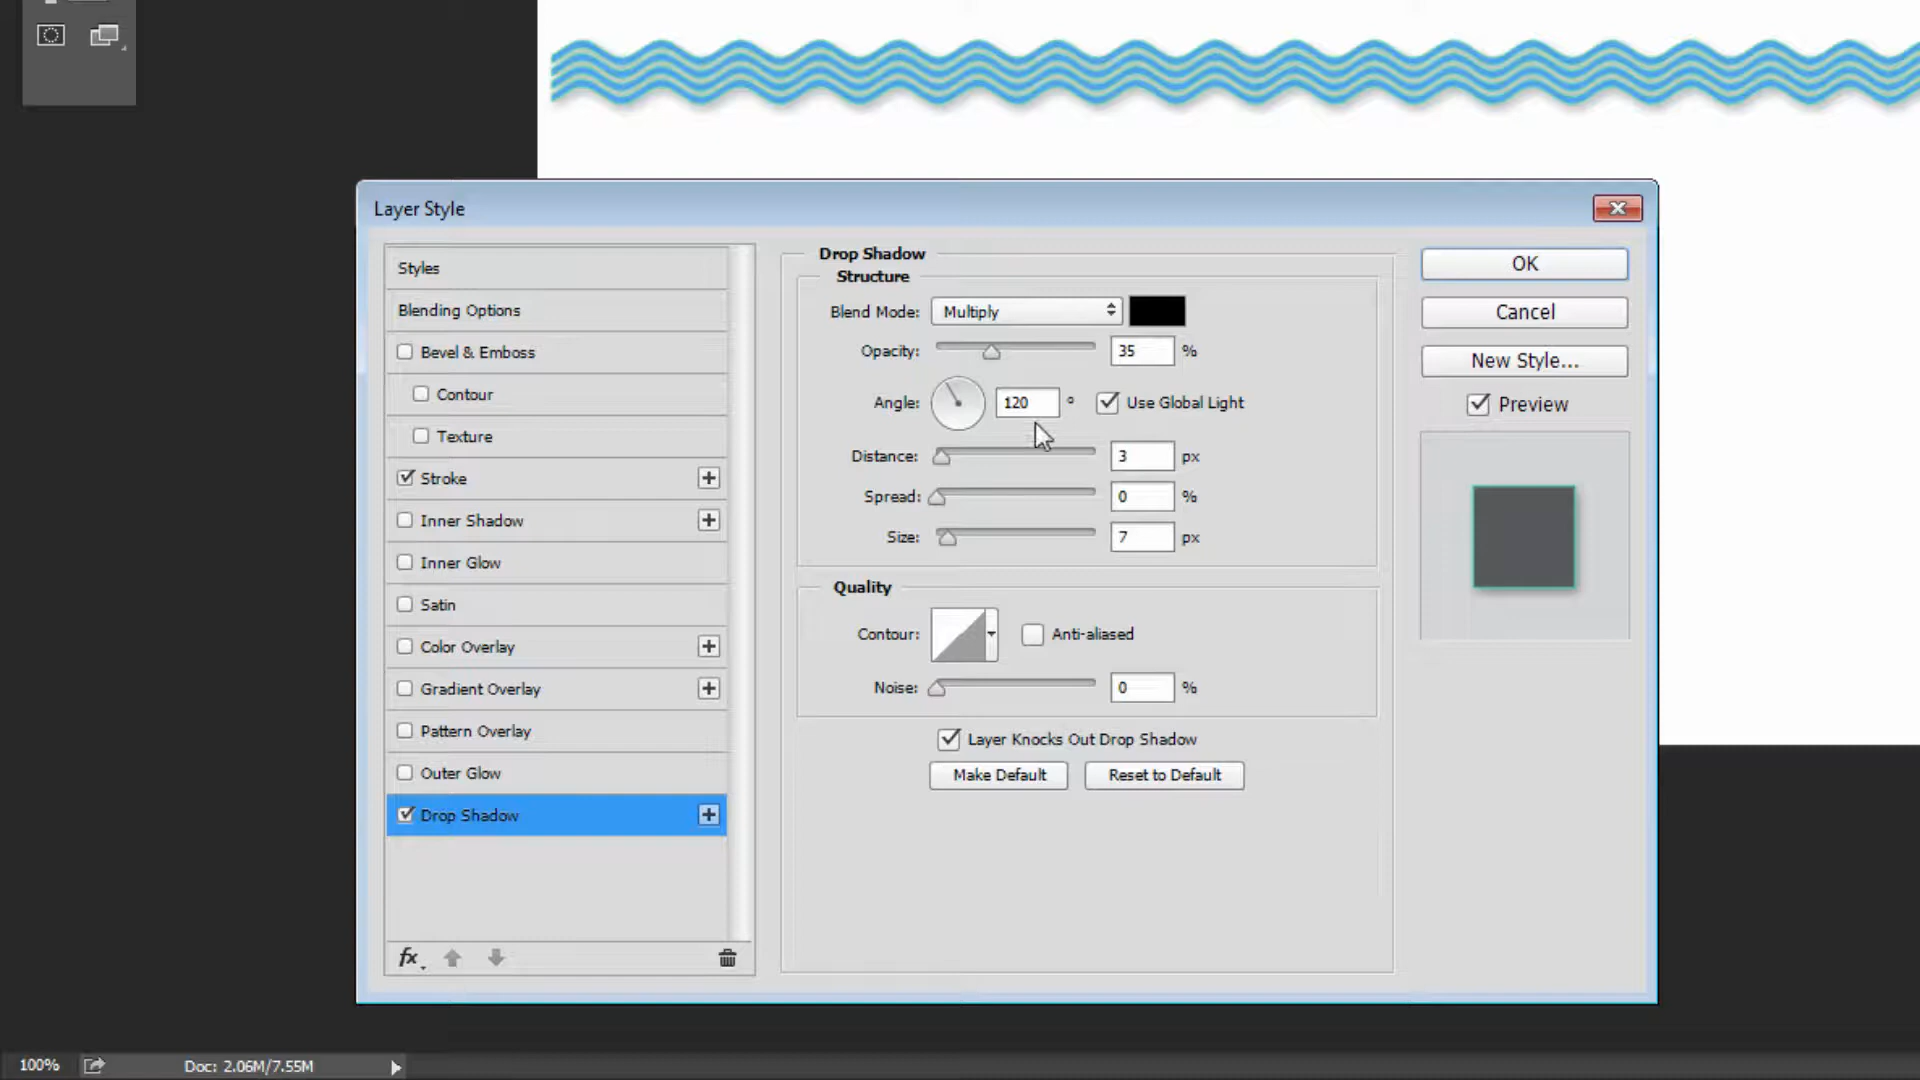 Layer Style
Styles
Blending Options
Bevel & Emboss
Contour
Texture
Stroke
Inner Shadow
Inner Glow
Satin
Color Overlay
Gradient Overlay
Pattern Overlay
Outer Glow
Drop Shadow
fx
Drop Shadow
Structure
Blend Mode: Multiply
Opacity: 35 %
Angle: 120 ° Use Global Light
Distance: 3 px
Spread: 0 %
Size: 7 px
Quality
Contour: Anti-aliased
Noise: 0 %
Layer Knocks Out Drop Shadow
Make Default Reset to Default
OK
Cancel
New Style...
Preview
100% Doc: 2.06M/7.55M